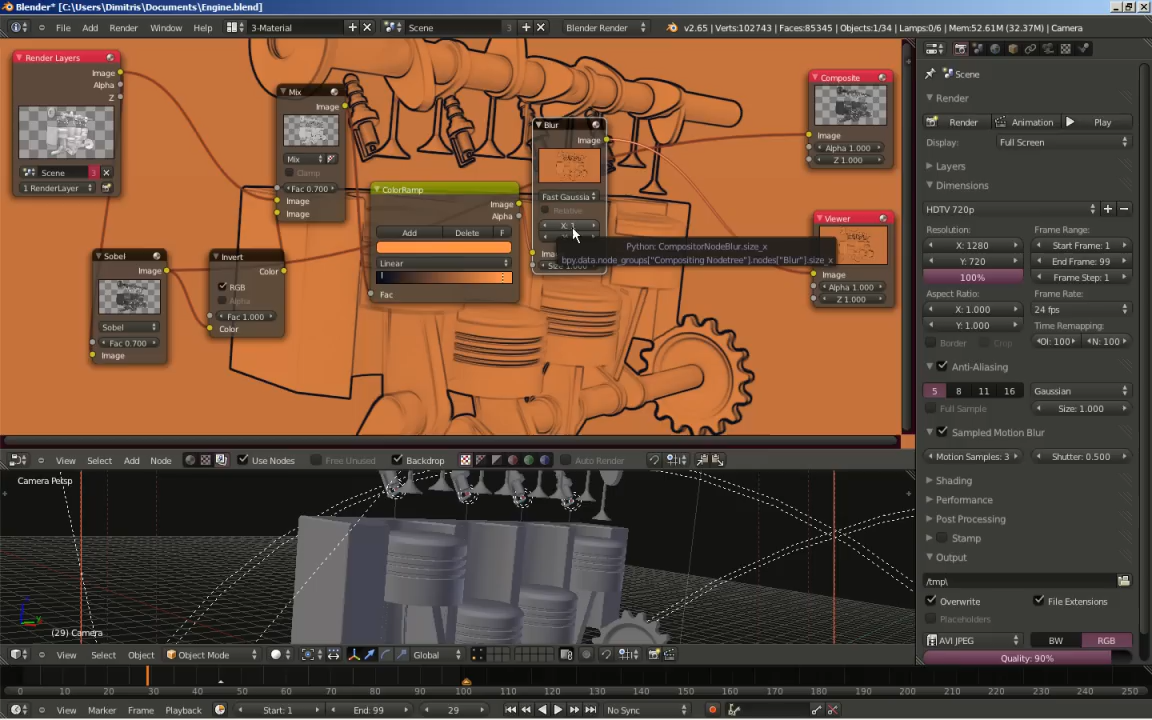 Blender* [C:\Users\Dimitris\Documents\Engine.blend]
File Add Render Window Help 3-Material Scene 3 F Blender Render v2.65 | Verts:102743 | Faces:85345 | Objects:1/34 | Lamps:0/6 | Mem:52.61M (32.37M) | Camera
Render Layers
Image
Alpha
Z
Scene 3
1 RenderLayer
Mix
Image
Mix
Clamp
Fac 0.700
Image
Image
Sobel
Image
Sobel
Fac 0.700
Image
Invert
Color
RGB
Alpha
Fac 1.000
Color
ColorRamp
Image
Alpha
Add Delete F
Linear
Fac
Blur
Image
Fast Gaussia
Relative
X:
Size 1.000
Python: CompositorNodeBlur.size_x
bpy.data.node_groups["Compositing Nodetree"].nodes["Blur"].size_x
Composite
Image
Alpha 1.000
Z 1.000
Viewer
Image
Alpha 1.000
Z 1.000
View Select Add Node Use Nodes Free Unused Backdrop Auto Render
Camera Persp
(29) Camera
View Select Object Object Mode Global
0 10 20 30 40 50 60 70 80 90 100 110 120 130 140 150 160 170 180 190 200 210 220 230 240 250
View Marker Frame Playback Start: 1 End: 99 29 No Sync
Scene
Render
Render Animation Play
Display: Full Screen
Layers
Dimensions
HDTV 720p
Resolution: Frame Range:
X: 1280 Start Frame: 1
Y: 720 End Frame: 99
100% Frame Step: 1
Aspect Ratio: Frame Rate:
X: 1.000 24 fps
Y: 1.000 Time Remapping:
Border Crop Ol: 100 N: 100
Anti-Aliasing
5 8 11 16 Gaussian
Full Sample Size: 1.000
Sampled Motion Blur
Motion Samples: 3 Shutter: 0.500
Shading
Performance
Post Processing
Stamp
Output
/tmp\
Overwrite File Extensions
Placeholders
AVI JPEG BW RGB
Quality: 90%